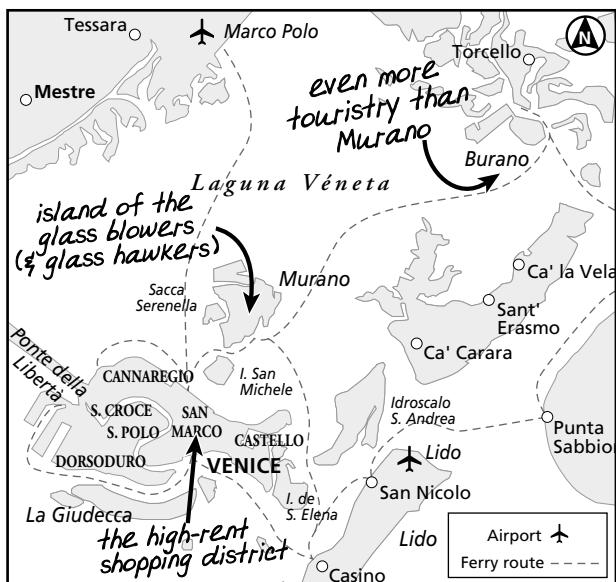 Tessara
Marco Polo
N
Torcello
Mestre
even more
touristry than
Murano
Burano
Laguna Véneta
island of the
glass blowers
(& glass hawkers)
Murano
Sacca
Serenella
Ca' la Vela
Sant'
Erasmo
Ca' Carara
Ponte della
Libertà
CANNAREGIO
I. San
Michele
S. CROCE
S. POLO
SAN
MARCO
CASTELLO
DORSODURO
VENICE
Idroscalo
S. Andrea
Lido
Punta
Sabbion
San Nicolo
I. de
S. Elena
La Giudecca
the high-rent
shopping district
Lido
Casino
Airport
Ferry route